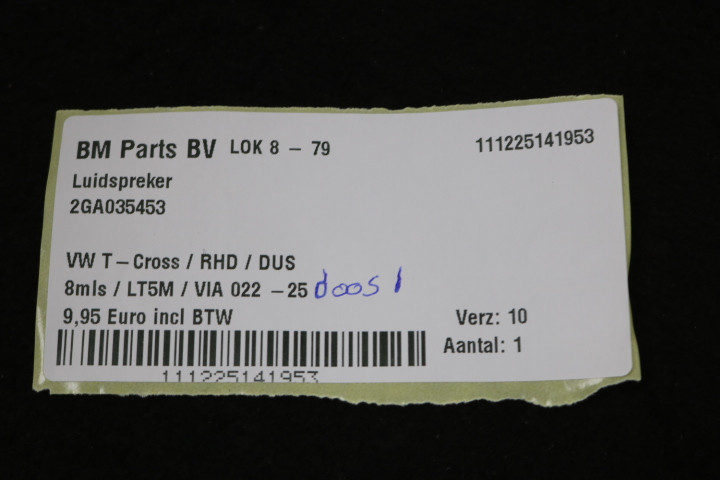 BM Parts BV LOK 8 - 79 111225141953
Luidspreker
2GA035453
VW T-Cross / RHD / DUS
8mls / LT5M / VIA 022 -25 doos 1
9,95 Euro incl BTW Verz: 10
Aantal: 1
111225141953